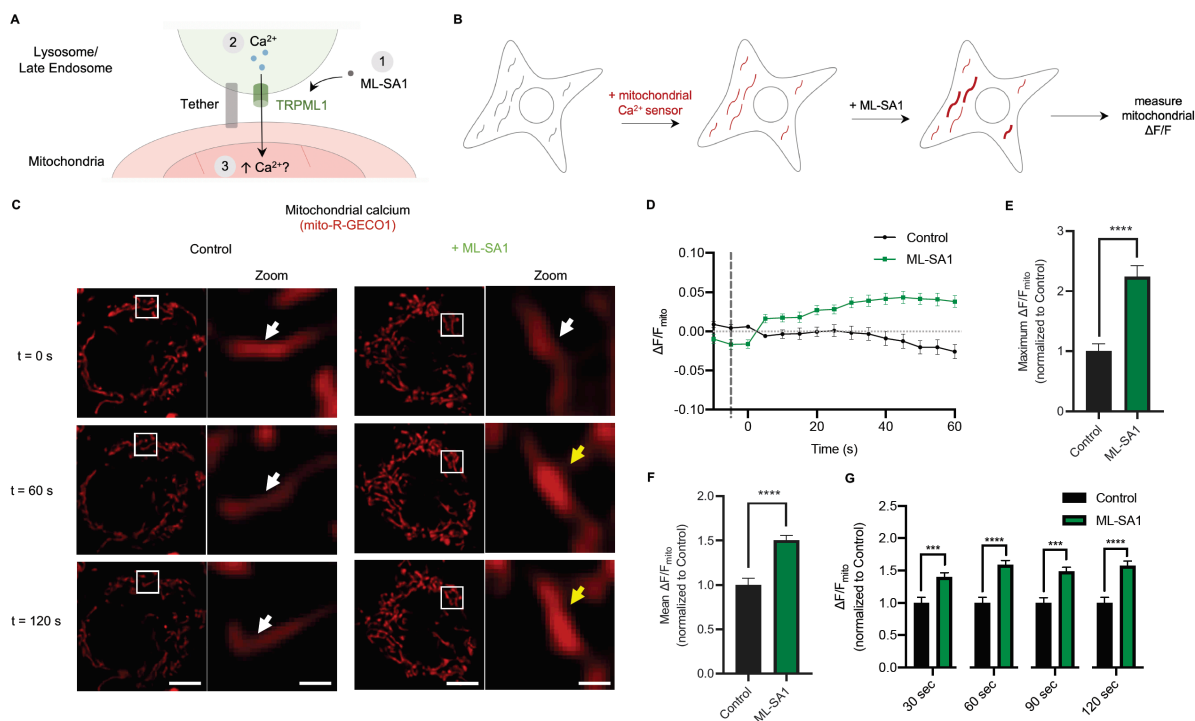 A
Lysosome/
Late Endosome
2
Ca²⁺
1
ML-SA1
Tether
TRPML1
Mitochondria
3
↑ Ca²⁺?
B
+ mitochondrial
Ca²⁺ sensor
+ ML-SA1
measure
mitochondrial
ΔF/F
C
Mitochondrial calcium
(mito-R-GECO1)
Control
+ ML-SA1
Zoom
Zoom
t = 0 s
t = 60 s
t = 120 s
D
Control
ML-SA1
ΔF/Fmito
0.10
0.05
0.00
-0.05
-0.10
0
20
40
60
Time (s)
E
Maximum ΔF/Fmito
(normalized to Control)
3
2
1
0
****
Control
ML-SA1
F
Mean ΔF/Fmito
(normalized to Control)
2.0
1.5
1.0
0.5
0.0
****
Control
ML-SA1
G
Control
ML-SA1
ΔF/Fmito
(normalized to Control)
2.5
2.0
1.5
1.0
0.5
0.0
***
****
***
****
30 sec
60 sec
90 sec
120 sec